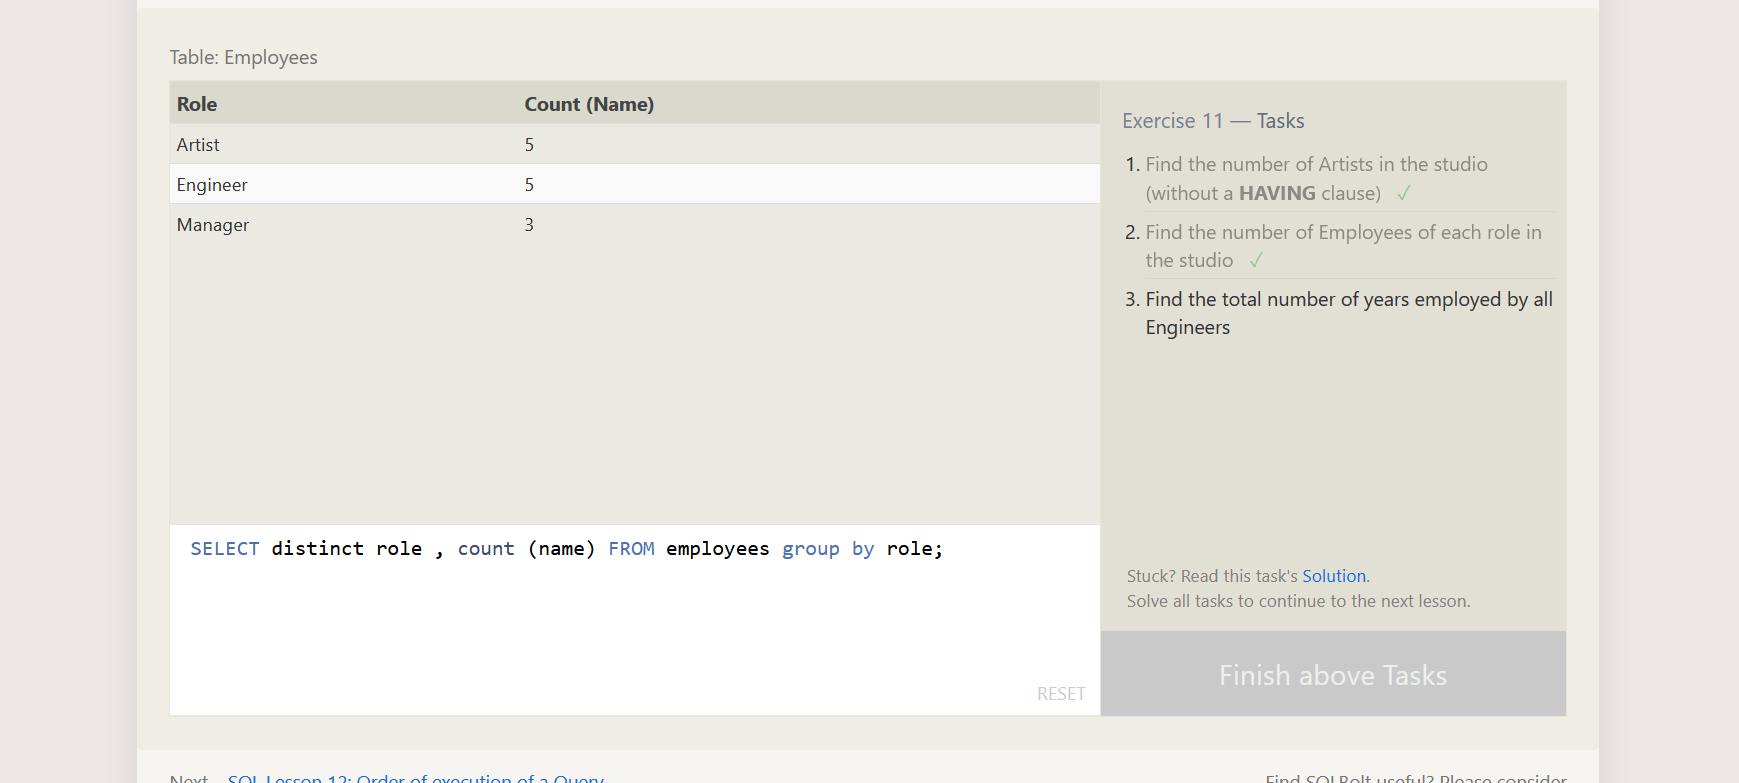 Table: Employees
Role Count (Name)
Artist 5
Engineer 5
Manager 3
SELECT distinct role , count (name) FROM employees group by role;
RESET
Exercise 11 — Tasks
1. Find the number of Artists in the studio
(without a HAVING clause) ✓
2. Find the number of Employees of each role in
the studio ✓
3. Find the total number of years employed by all
Engineers
Stuck? Read this task's Solution.
Solve all tasks to continue to the next lesson.
Finish above Tasks
Next – SQL Lesson 12: Order of execution of a Query
Find SQLBolt useful? Please consider